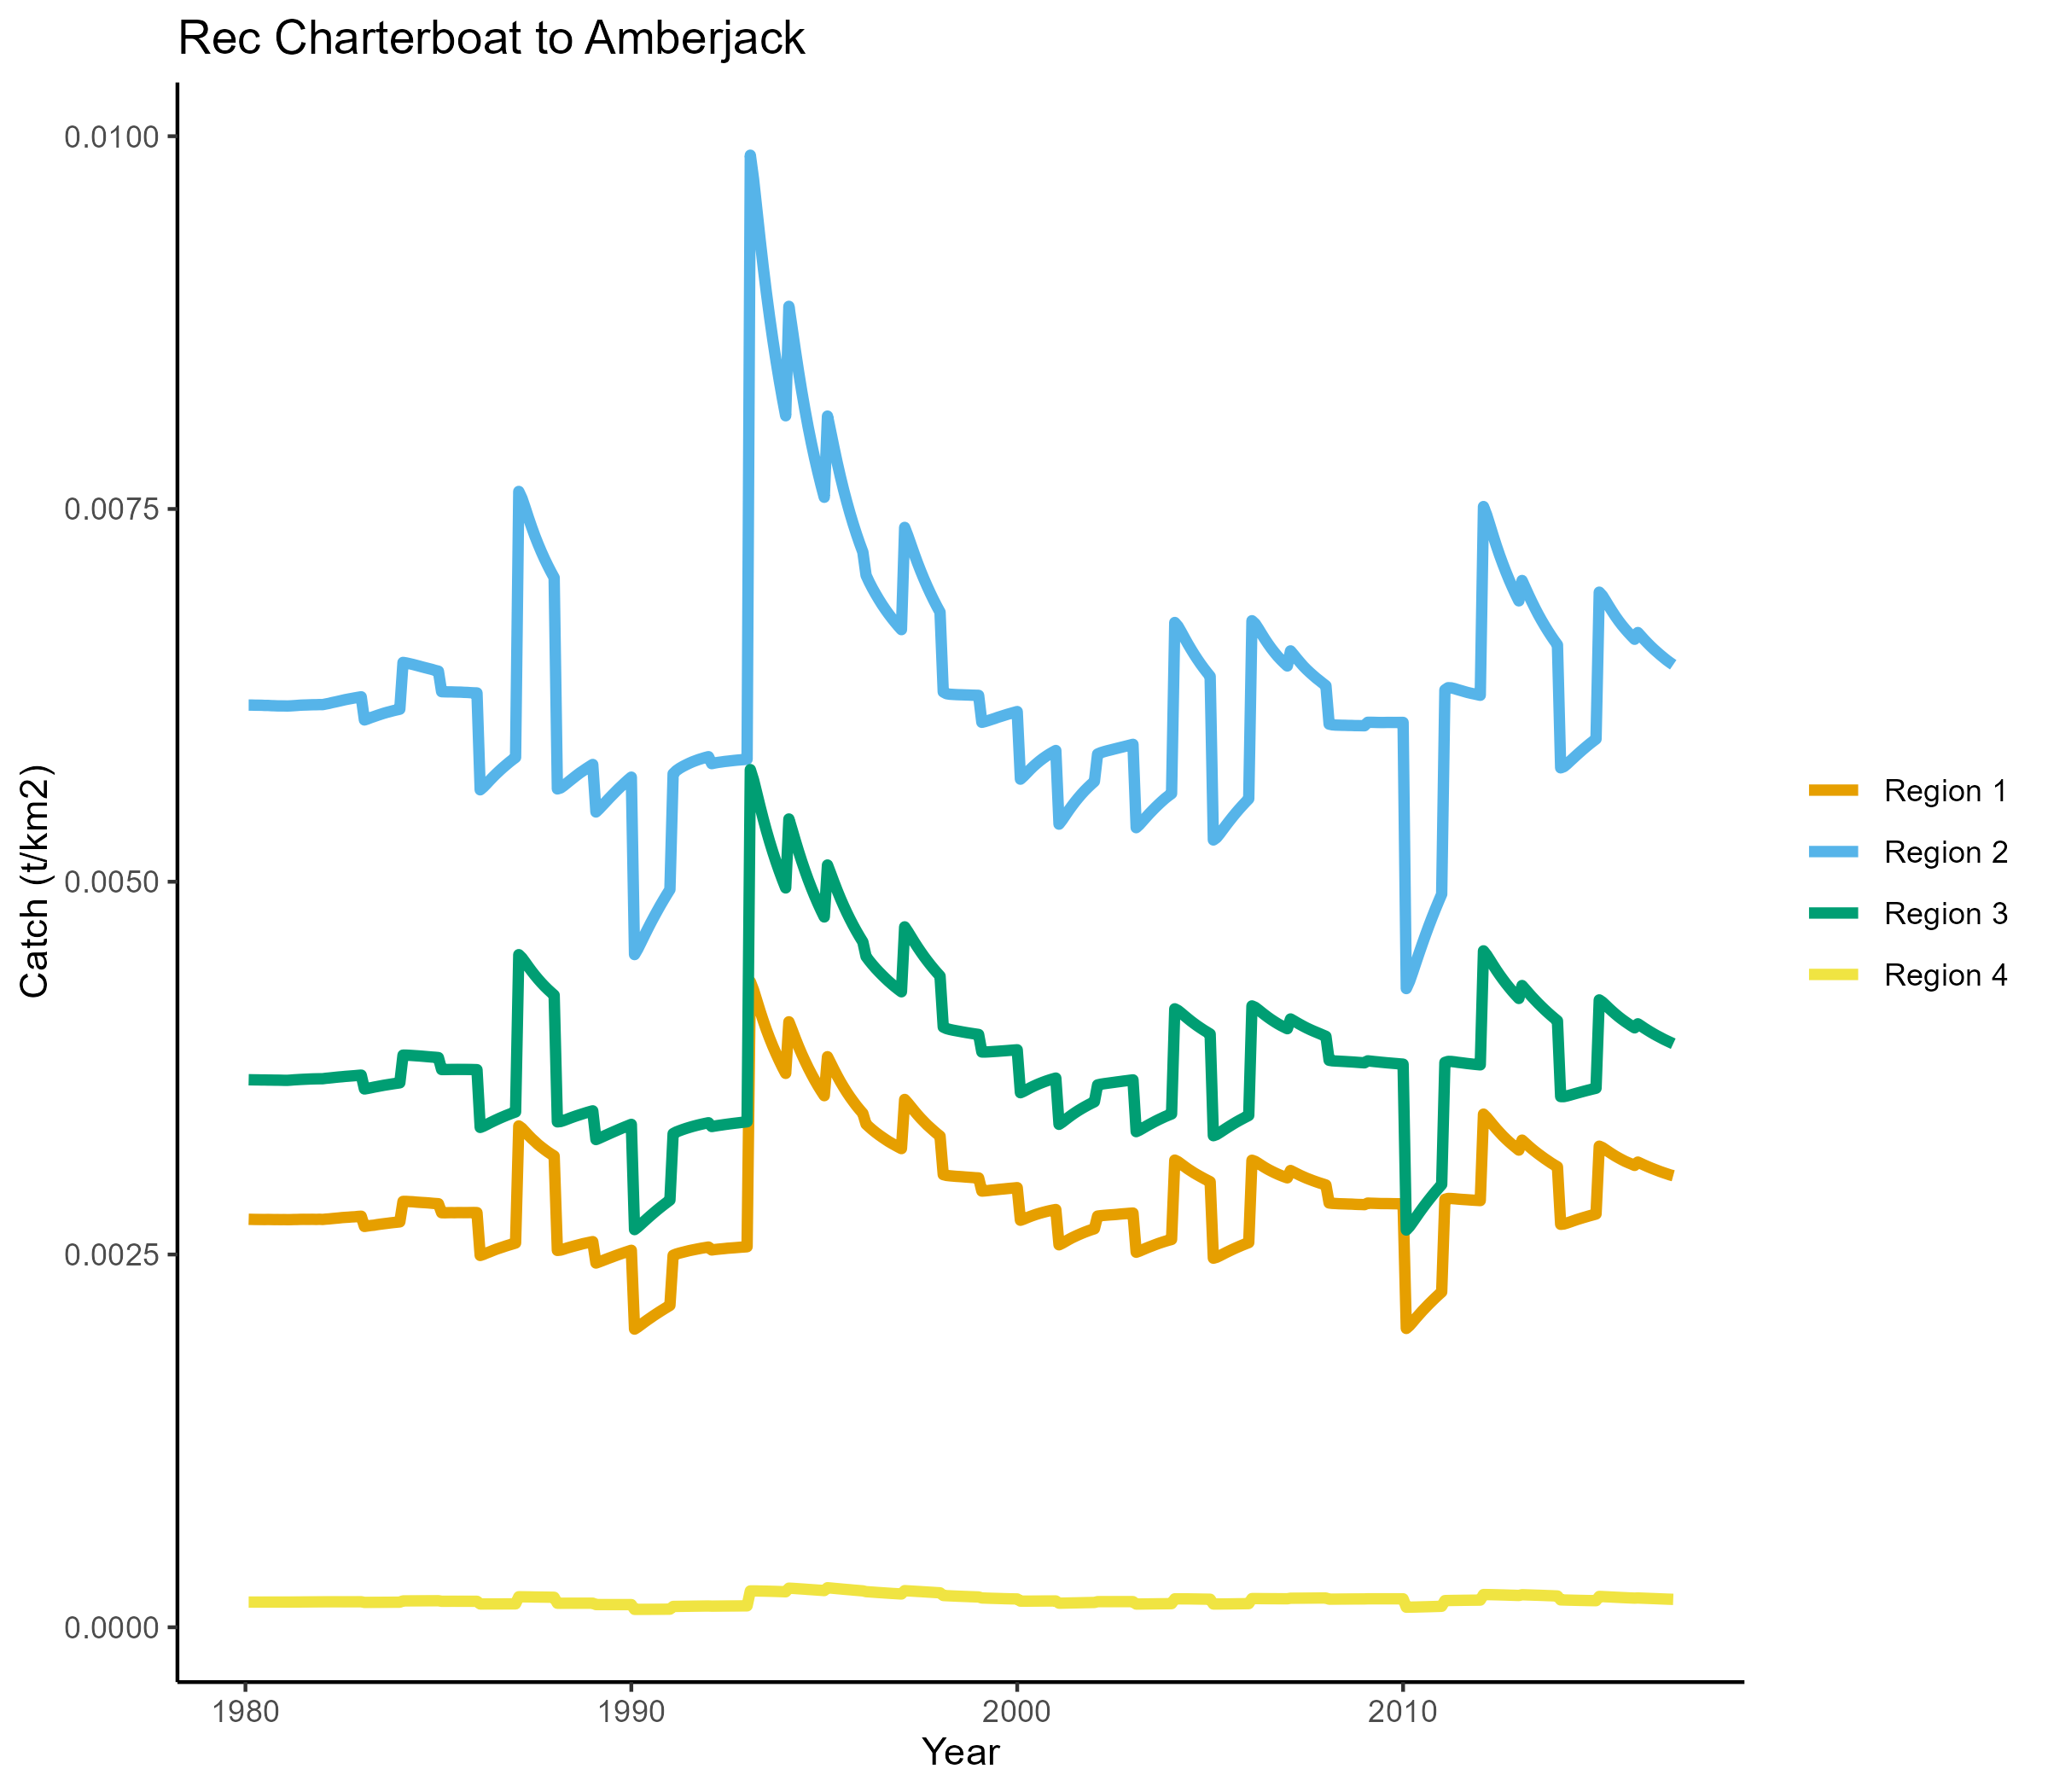 Rec Charterboat to Amberjack
Catch (t/km2)
0.0100
0.0075
0.0050
0.0025
0.0000
1980
1990
2000
2010
Year
Region 1
Region 2
Region 3
Region 4